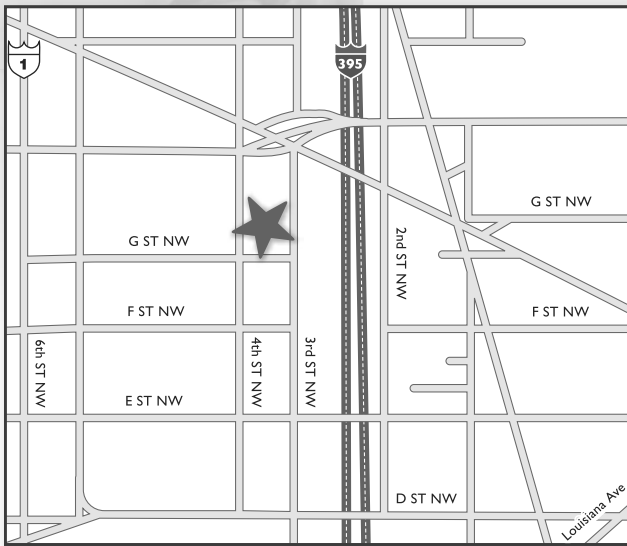 1
395
G ST NW
G ST NW
2nd ST NW
F ST NW
F ST NW
6th ST NW
4th ST NW
3rd ST NW
E ST NW
D ST NW
Louisiana Ave